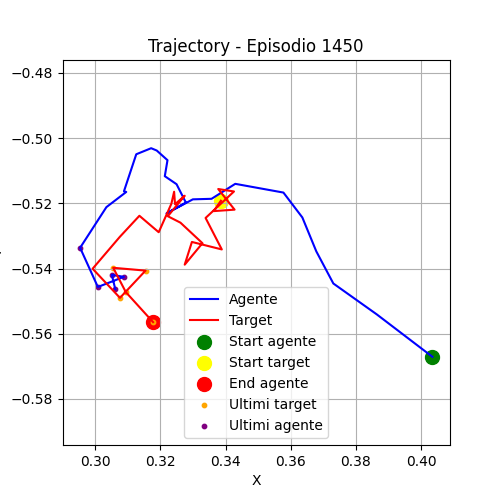 Trajectory - Episodio 1450
−0.48
−0.50
−0.52
−0.54
−0.56
−0.58
Agente
Target
Start agente
Start target
End agente
Ultimi target
Ultimi agente
0.30 0.32 0.34 0.36 0.38 0.40
X